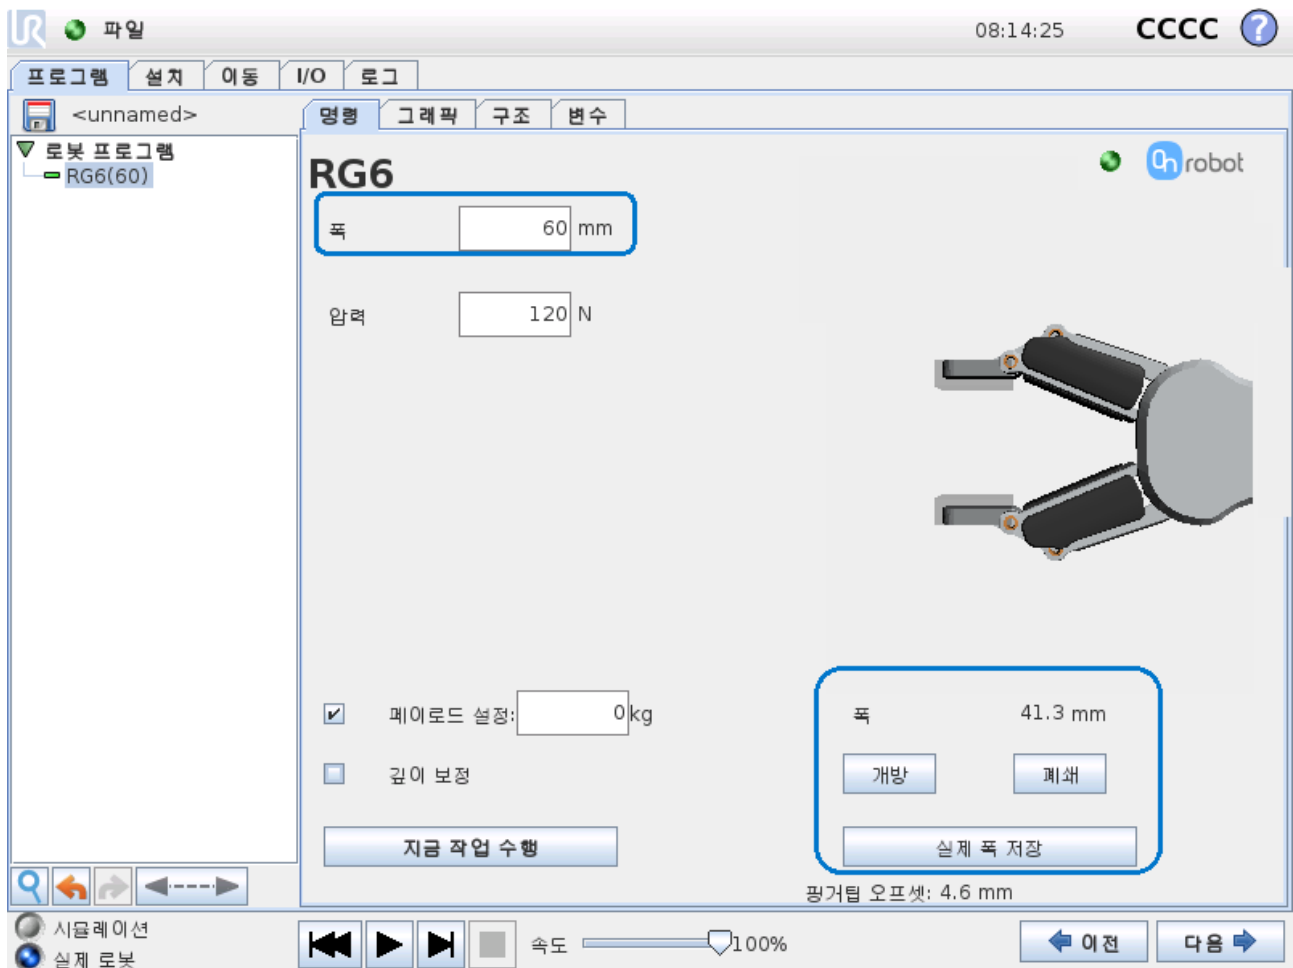 UR 파일 08:14:25 CCCC ?
프로그램 설치 이동 I/O 로그
<unnamed> 명령 그래픽 구조 변수
로봇 프로그램
RG6(60)
RG6
On robot
폭 60 mm
압력 120 N
페이로드 설정: 0 kg
폭 41.3 mm
깊이 보정
개방 폐쇄
지금 작업 수행
실제 폭 저장
핑거팁 오프셋: 4.6 mm
시뮬레이션
실제 로봇
속도 100%
이전 다음